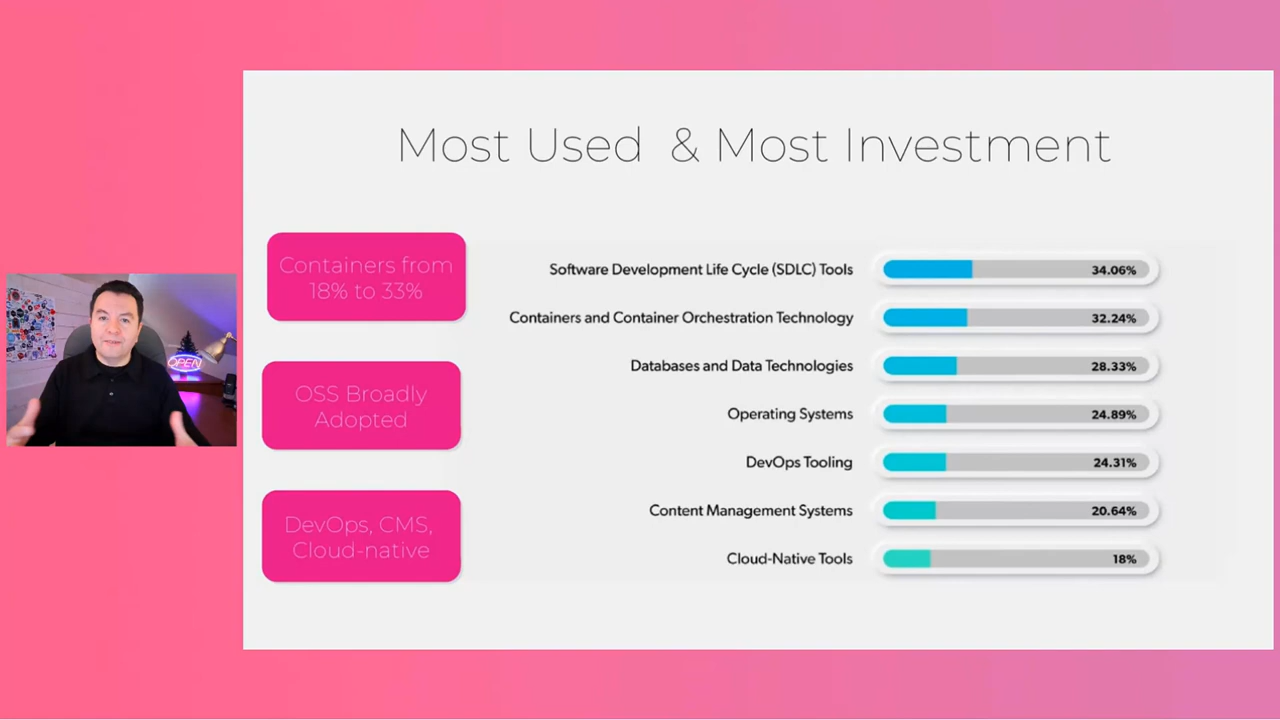 Most Used & Most Investment
Containers from
18% to 33%
OSS Broadly
Adopted
DevOps, CMS,
Cloud-native
Software Development Life Cycle (SDLC) Tools 34.06%
Containers and Container Orchestration Technology 32.24%
Databases and Data Technologies 28.33%
Operating Systems 24.89%
DevOps Tooling 24.31%
Content Management Systems 20.64%
Cloud-Native Tools 18%
OPEN